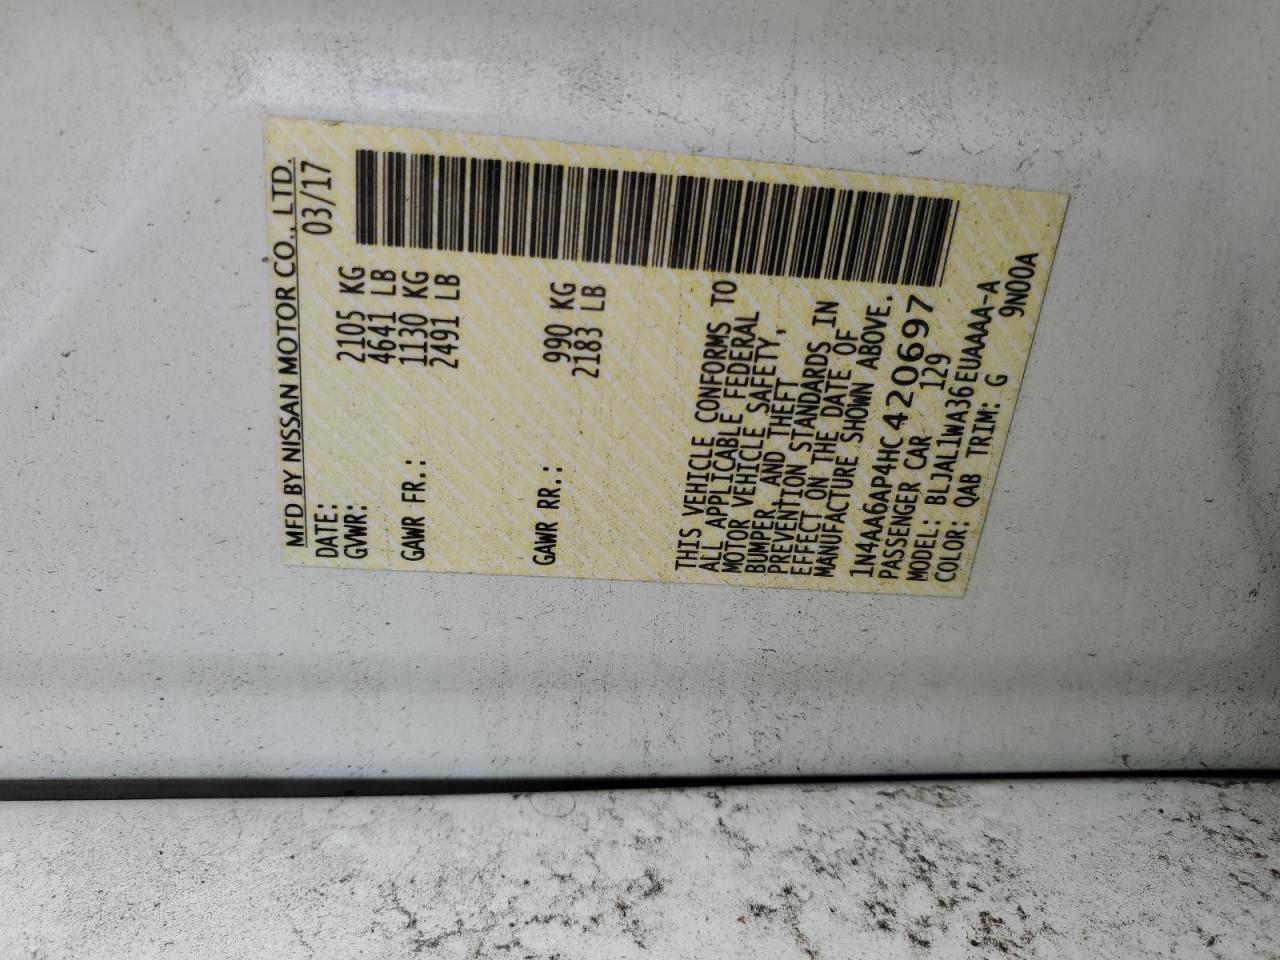 MFD BY NISSAN MOTOR CO., LTD.
DATE: 03/17
GVWR: 2105 KG
4641 LB
GAWR FR.: 1130 KG
2491 LB
GAWR RR.: 990 KG
2183 LB
THIS VEHICLE CONFORMS TO
ALL APPLICABLE FEDERAL
MOTOR VEHICLE SAFETY,
BUMPER, AND THEFT
PREVENTION STANDARDS IN
EFFECT ON THE DATE OF
MANUFACTURE SHOWN ABOVE.
1N4AA6AP4HC420697
PASSENGER CAR 129
MODEL: BLJAL1WA36EUAAAA-A
COLOR: QAB TRIM: G 9N00A